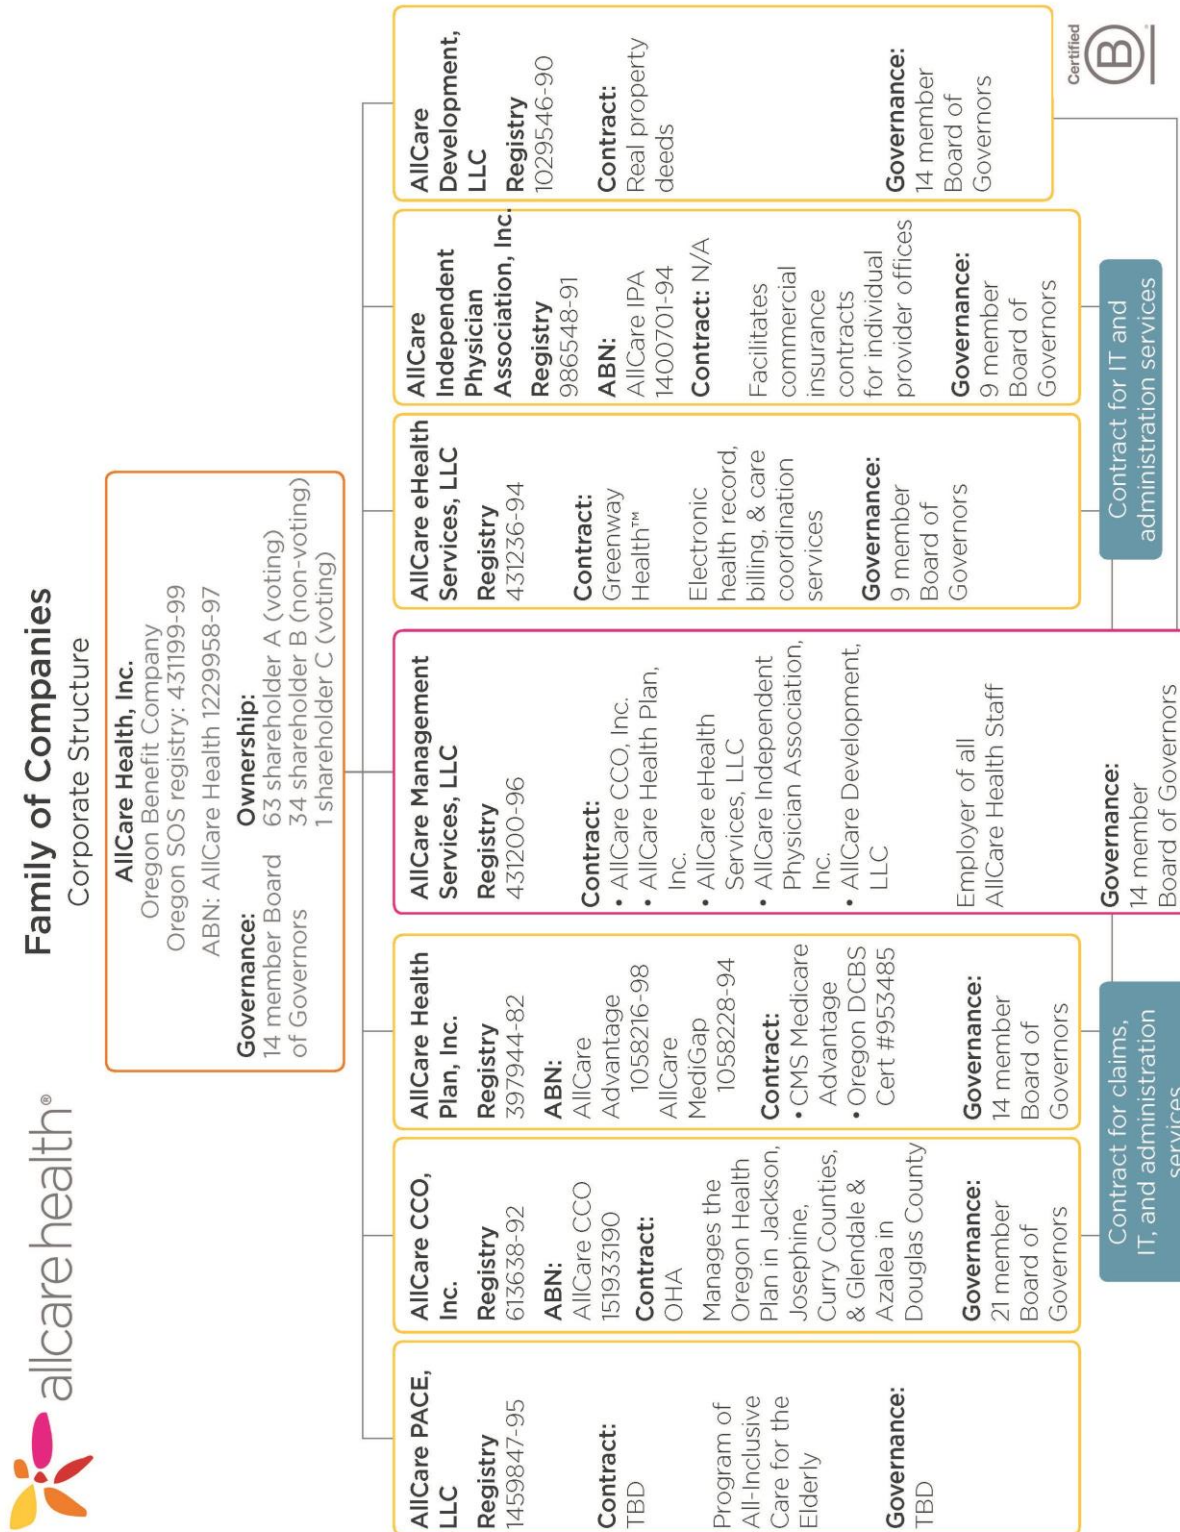 allcarehealth®
Family of Companies
Corporate Structure
AllCare Health, Inc.
Oregon Benefit Company
Oregon SOS registry: 431199-99
ABN: AllCare Health 1229958-97
Governance:
14 member Board
of Governors
Ownership:
63 shareholder A (voting)
34 shareholder B (non-voting)
1 shareholder C (voting)
AllCare PACE,
LLC
Registry
1459847-95
Contract:
TBD
Program of
All-Inclusive
Care for the
Elderly
Governance:
TBD
AllCare CCO,
Inc.
Registry
613638-92
ABN:
AllCare CCO
151933190
Contract:
OHA
Manages the
Oregon Health
Plan in Jackson,
Josephine,
Curry Counties,
& Glendale &
Azalea in
Douglas County
Governance:
21 member
Board of
Governors
AllCare Health
Plan, Inc.
Registry
397944-82
ABN:
AllCare
Advantage
1058216-98
AllCare
MediGap
1058228-94
Contract:
• CMS Medicare
Advantage
• Oregon DCBS
Cert #953485
Governance:
14 member
Board of
Governors
AllCare Management
Services, LLC
Registry
431200-96
Contract:
• AllCare CCO, Inc.
• AllCare Health Plan,
Inc.
• AllCare eHealth
Services, LLC
• AllCare Independent
Physician Association,
Inc.
• AllCare Development,
LLC
Employer of all
AllCare Health Staff
Governance:
14 member
Board of Governors
AllCare eHealth
Services, LLC
Registry
431236-94
Contract:
Greenway
Health™
Electronic
health record,
billing, & care
coordination
services
Governance:
9 member
Board of
Governors
AllCare
Independent
Physician
Association, Inc.
Registry
986548-91
ABN:
AllCare IPA
1400701-94
Contract: N/A
Facilitates
commercial
insurance
contracts
for individual
provider offices
Governance:
9 member
Board of
Governors
AllCare
Development,
LLC
Registry
1029546-90
Contract:
Real property
deeds
Governance:
14 member
Board of
Governors
Contract for claims,
IT, and administration
services
Contract for IT and
administration services
Certified
B